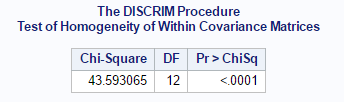 The DISCRIM Procedure
Test of Homogeneity of Within Covariance Matrices
Chi-Square DF Pr > ChiSq
43.593065 12 <.0001